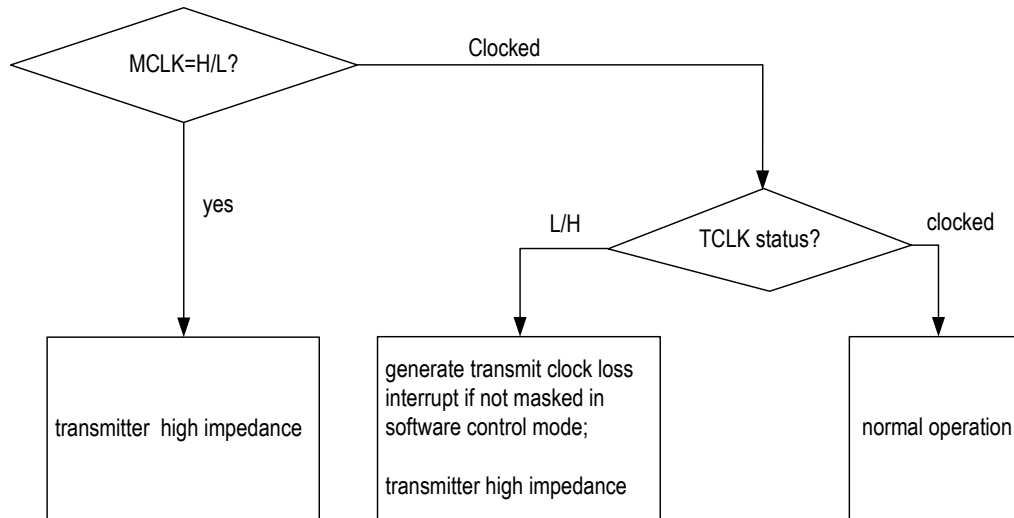 MCLK=H/L?
Clocked
yes
L/H
TCLK status?
clocked
transmitter high impedance
generate transmit clock loss
interrupt if not masked in
software control mode;
transmitter high impedance
normal operation